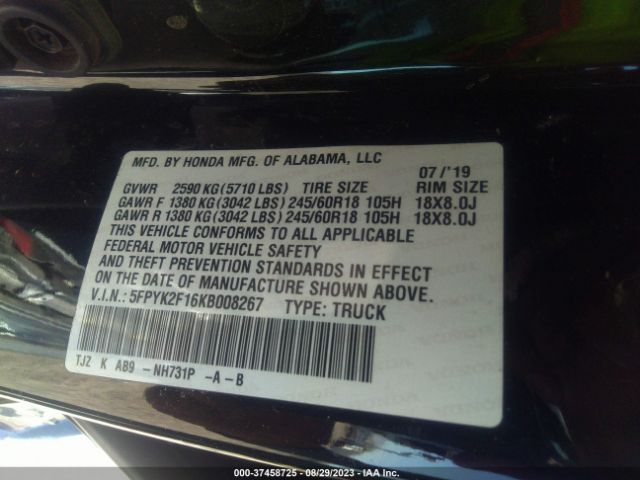 MFD. BY HONDA MFG. OF ALABAMA, LLC 07/'19
GVWR 2590 KG(5710 LBS) TIRE SIZE RIM SIZE
GAWR F 1380 KG(3042 LBS) 245/60R18 105H 18X8.0J
GAWR R 1380 KG(3042 LBS) 245/60R18 105H 18X8.0J
THIS VEHICLE CONFORMS TO ALL APPLICABLE
FEDERAL MOTOR VEHICLE SAFETY
AND THEFT PREVENTION STANDARDS IN EFFECT
ON THE DATE OF MANUFACTURE SHOWN ABOVE.
V.I.N.: 5FPYK2F16KB008267 TYPE: TRUCK
TJZ K AB9 -NH731P -A-B
000-37458725 - 08/29/2023 - IAA Inc.